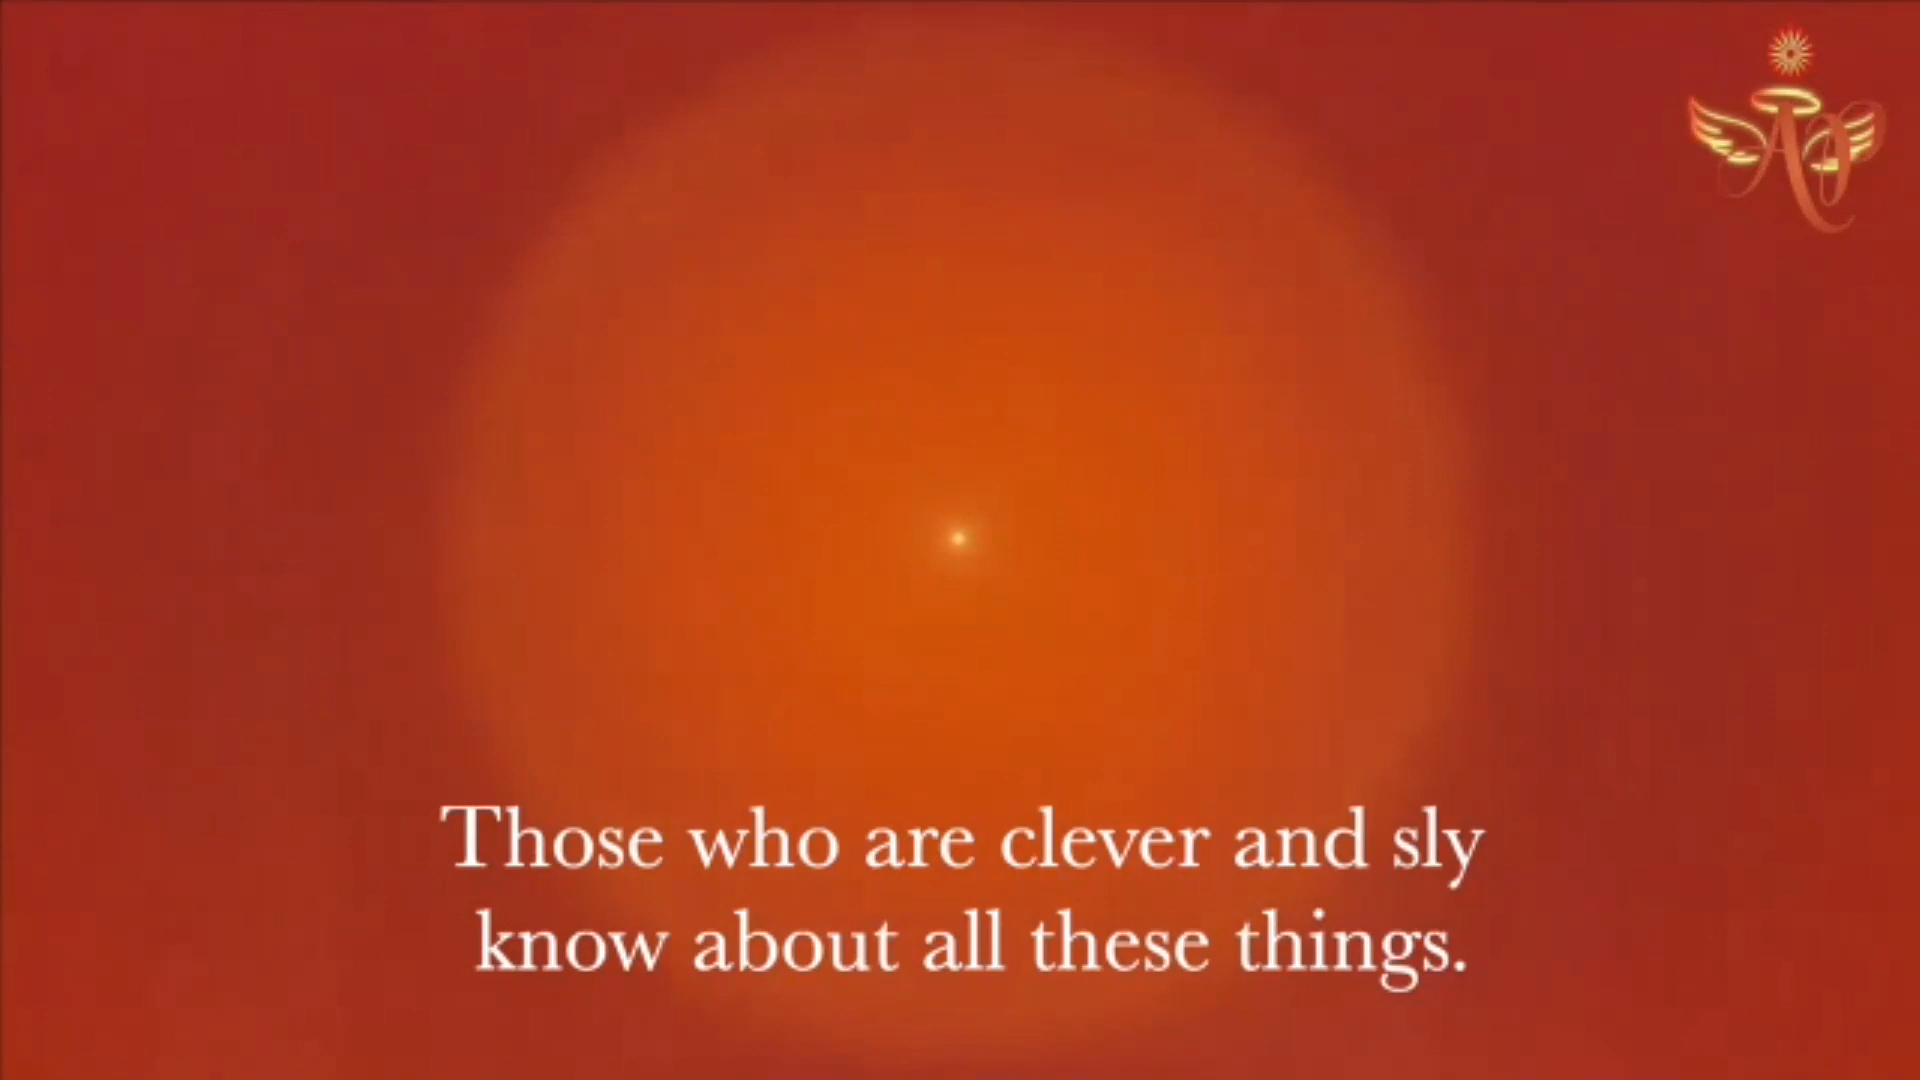 Those who are clever and sly
know about all these things.